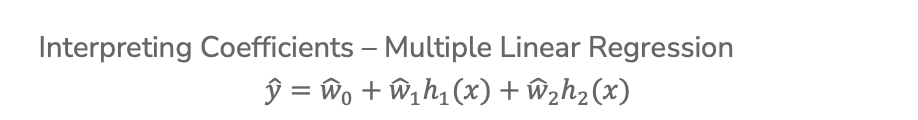 Interpreting Coefficients – Multiple Linear Regression
ŷ = ŵ₀ + ŵ₁h₁(x) + ŵ₂h₂(x)